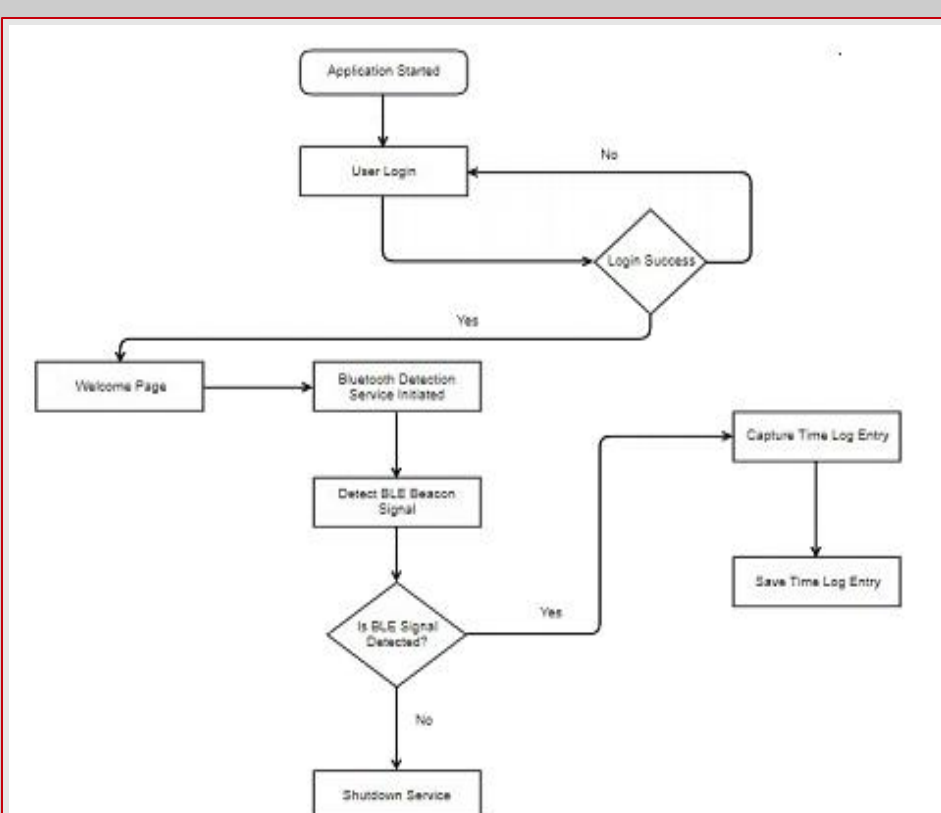 Application Started
User Login
No
Login Success
Yes
Welcome Page
Bluetooth Detection
Service Initiated
Capture Time Log Entry
Detect BLE Beacon
Signal
Save Time Log Entry
Is BLE Signal
Detected?
Yes
No
Shutdown Service